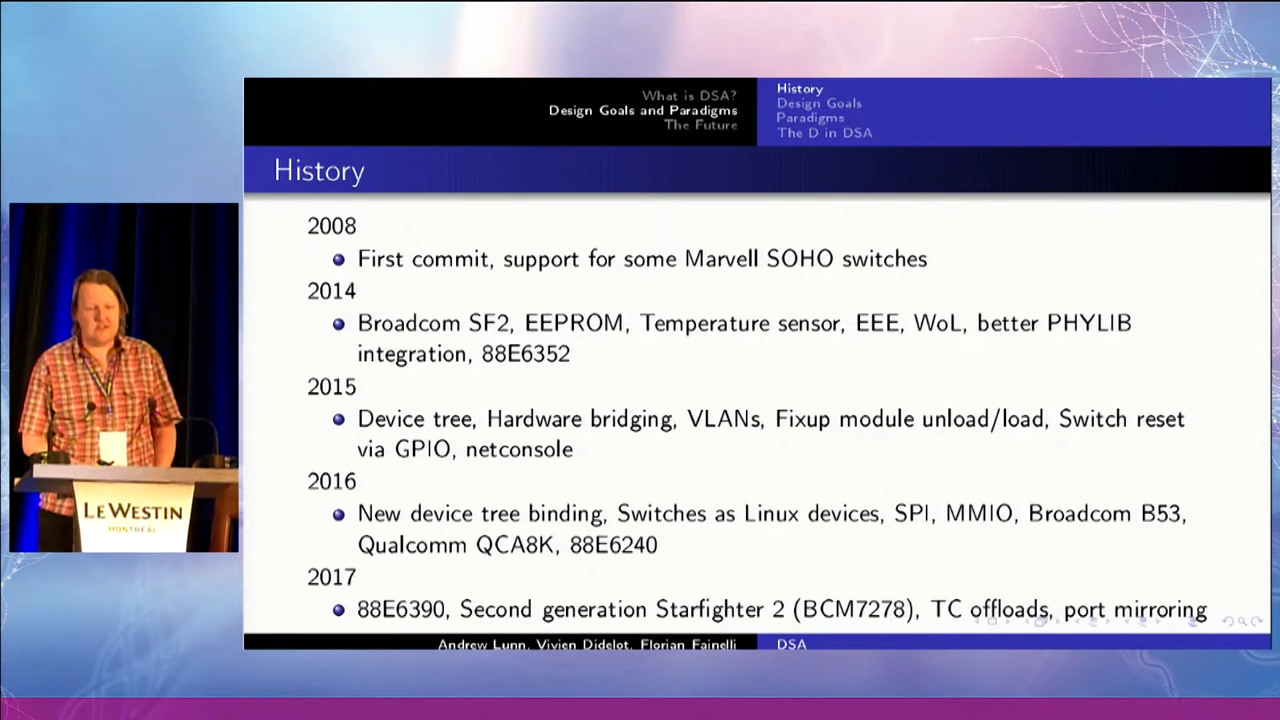 What is DSA?
Design Goals and Paradigms
The Future
History
Design Goals
Paradigms
The D in DSA
History
2008
First commit, support for some Marvell SOHO switches
2014
Broadcom SF2, EEPROM, Temperature sensor, EEE, WoL, better PHYLIB
integration, 88E6352
2015
Device tree, Hardware bridging, VLANs, Fixup module unload/load, Switch reset
via GPIO, netconsole
2016
New device tree binding, Switches as Linux devices, SPI, MMIO, Broadcom B53,
Qualcomm QCA8K, 88E6240
2017
88E6390, Second generation Starfighter 2 (BCM7278), TC offloads, port mirroring
Andrew Lunn, Vivien Didelot, Florian Fainelli
DSA
LE WESTIN
MONTRÉAL